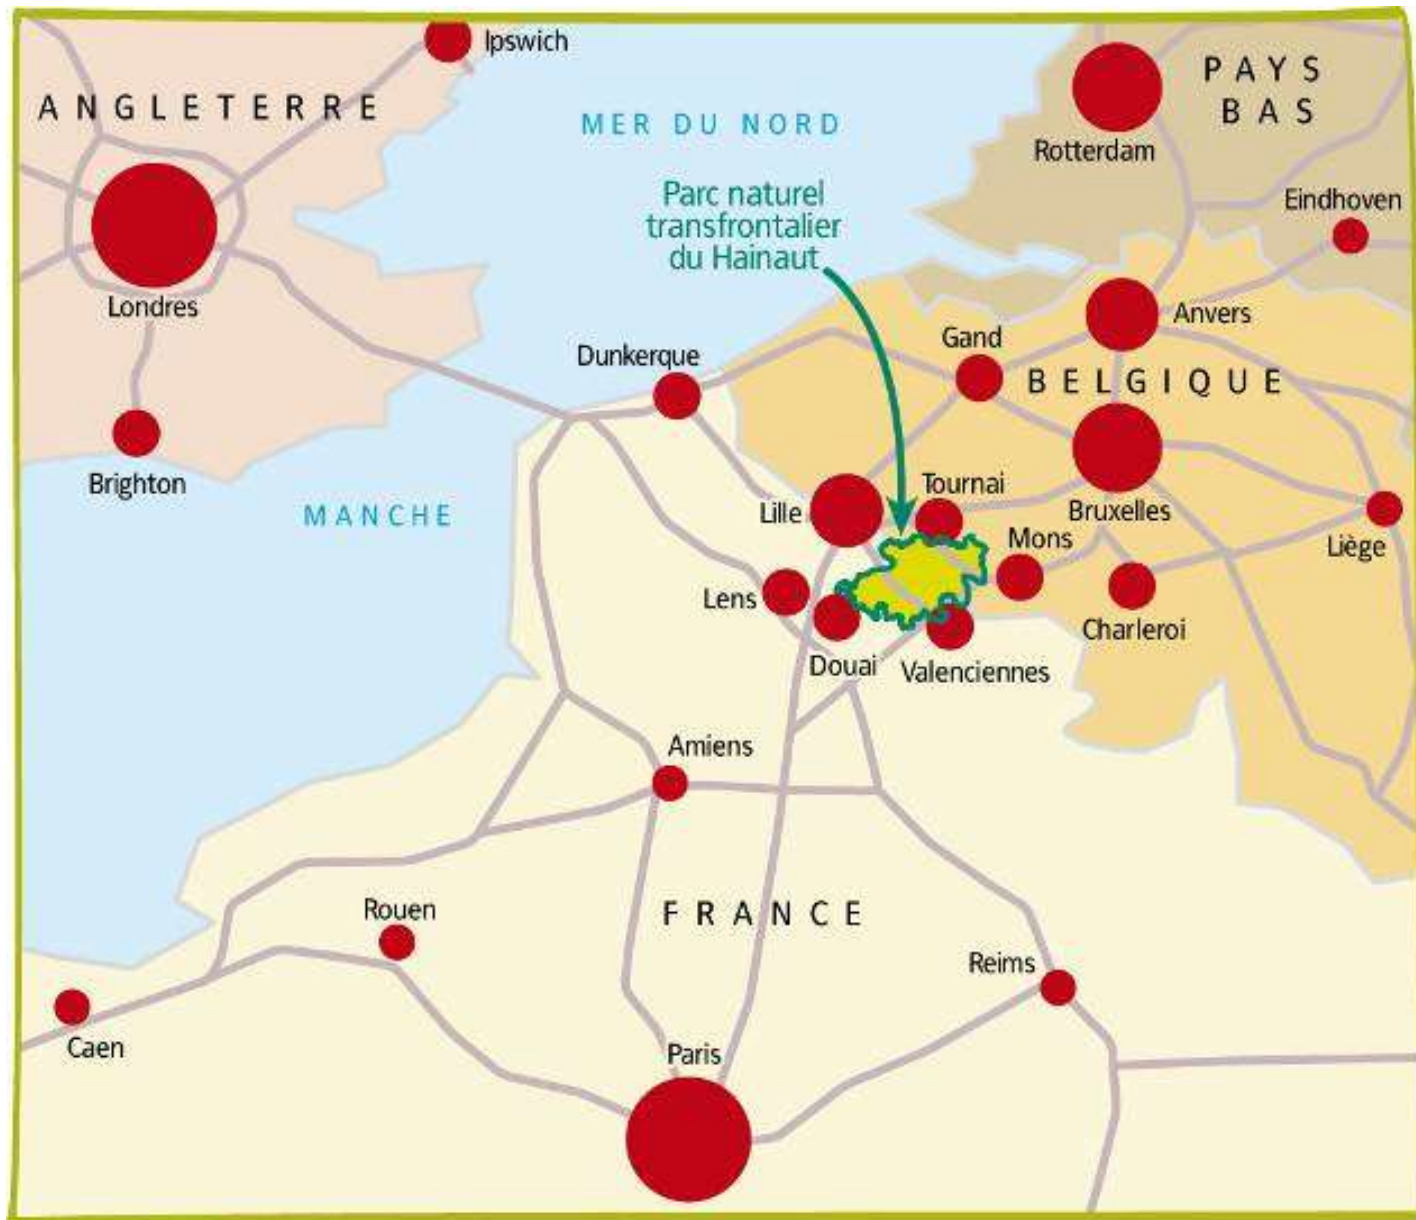 Ipswich
ANGLETERRE
PAYS
BAS
MER DU NORD
Rotterdam
Parc naturel
transfrontalier
du Hainaut
Eindhoven
Londres
Anvers
Gand
Dunkerque
BELGIQUE
Brighton
Tournai
MANCHE
Lille
Bruxelles
Mons
Liège
Lens
Charleroi
Douai
Valenciennes
Amiens
Rouen
FRANCE
Reims
Caen
Paris